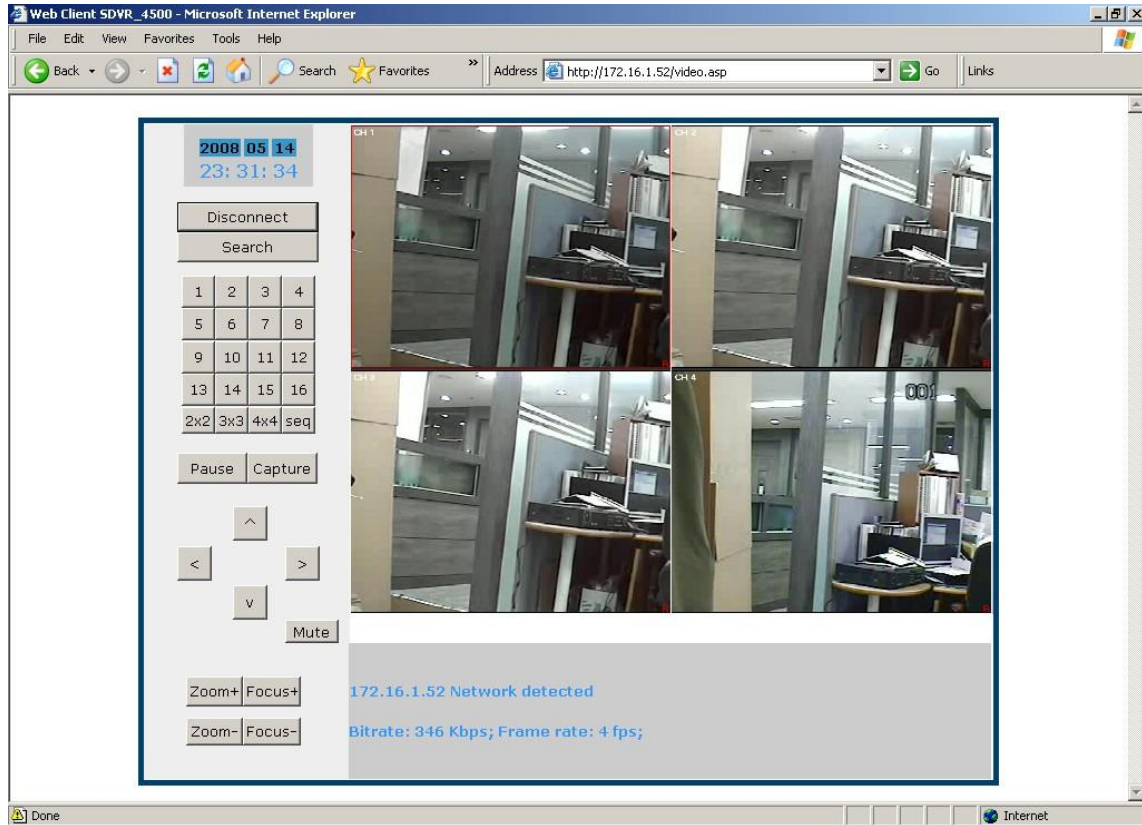 Web Client SDVR_4500 - Microsoft Internet Explorer
File Edit View Favorites Tools Help
Back Search Favorites » Address http://172.16.1.52/video.asp Go Links
2008 05 14
23: 31: 34
Disconnect
Search
1 2 3 4
5 6 7 8
9 10 11 12
13 14 15 16
2x2 3x3 4x4 seq
Pause Capture
^
< >
v
Mute
Zoom+ Focus+
Zoom- Focus-
CH 1
CH 2
CH 3
CH 4
001
R
R
R
R
172.16.1.52 Network detected
Bitrate: 346 Kbps; Frame rate: 4 fps;
Done
Internet